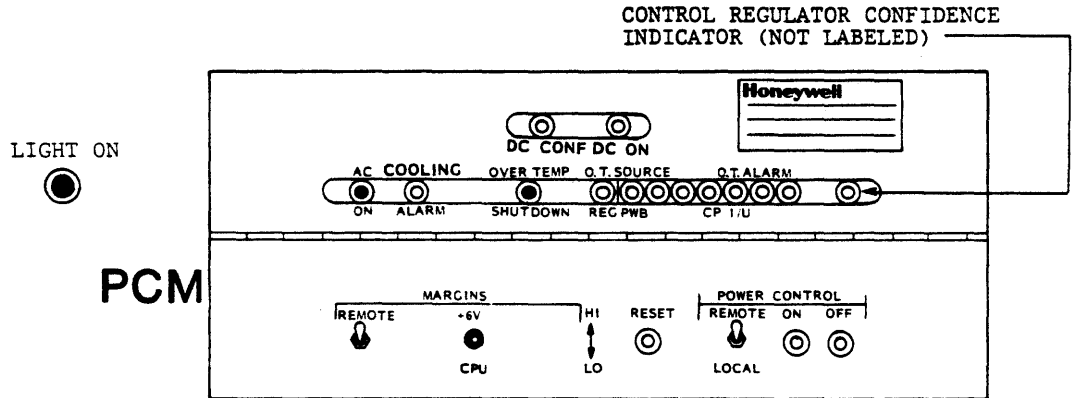 CONTROL REGULATOR CONFIDENCE
INDICATOR (NOT LABELED)
Honeywell
DC CONF DC ON
LIGHT ON
AC COOLING OVER TEMP O.T. SOURCE O.T. ALARM
ON ALARM SHUTDOWN REG PWB CP I/U
PCM
MARGINS POWER CONTROL
REMOTE +6V HI RESET REMOTE ON OFF
CPU LO LOCAL